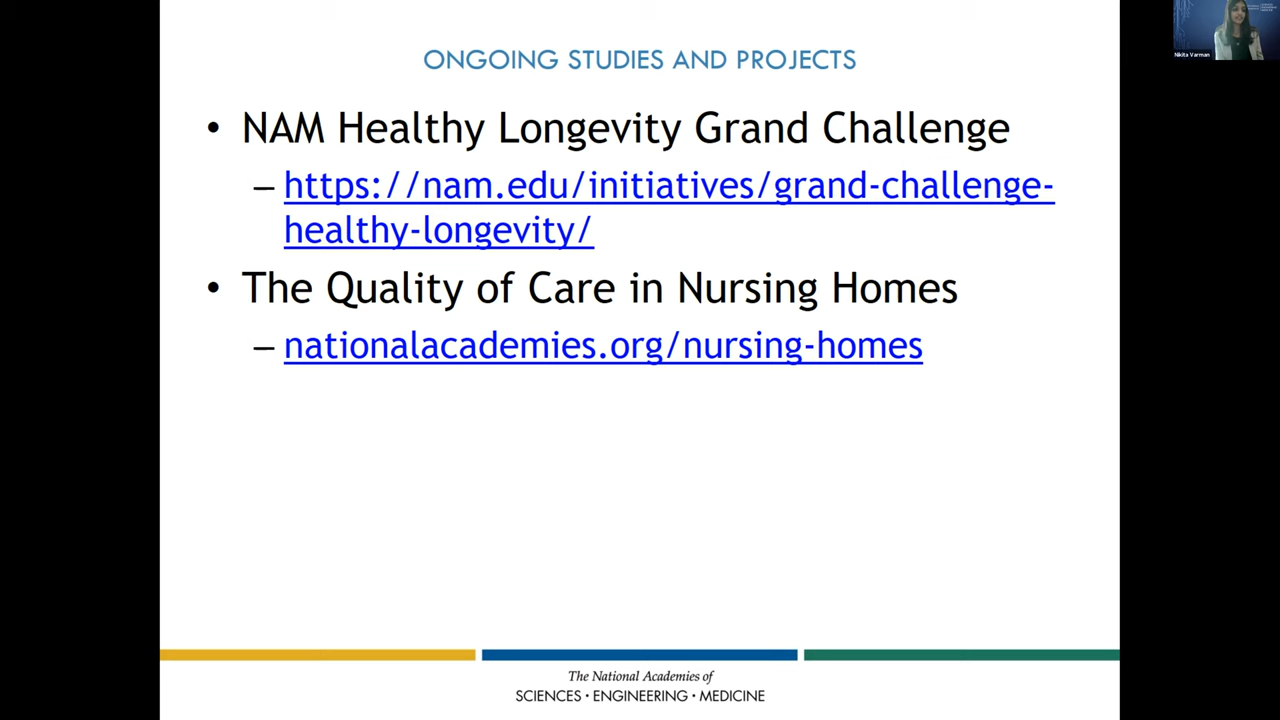 ONGOING STUDIES AND PROJECTS
• NAM Healthy Longevity Grand Challenge
– https://nam.edu/initiatives/grand-challenge-
healthy-longevity/
• The Quality of Care in Nursing Homes
– nationalacademies.org/nursing-homes
The National Academies of
SCIENCES · ENGINEERING · MEDICINE
Nikita Varman